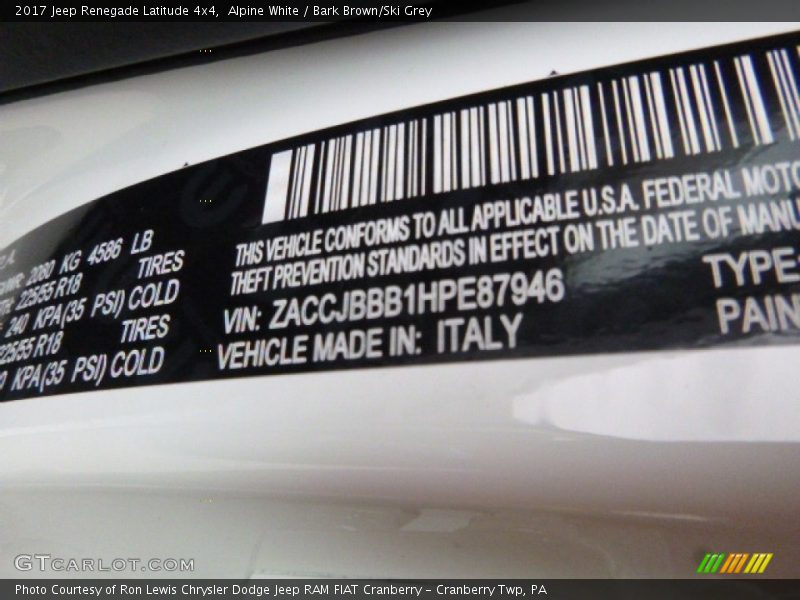 2017 Jeep Renegade Latitude 4x4, Alpine White / Bark Brown/Ski Grey
2080 KG 4586 LB
TIRES
225/55 R18
240 KPA(35 PSI) COLD
TIRES
225/55 R18
KPA(35 PSI) COLD
THIS VEHICLE CONFORMS TO ALL APPLICABLE U.S.A. FEDERAL
THEFT PREVENTION STANDARDS IN EFFECT ON THE DATE OF
VIN: ZACCJBBB1HPE87946
VEHICLE MADE IN: ITALY
TYPE:
GTCARLOT.COM
Photo Courtesy of Ron Lewis Chrysler Dodge Jeep RAM FIAT Cranberry – Cranberry Twp, PA